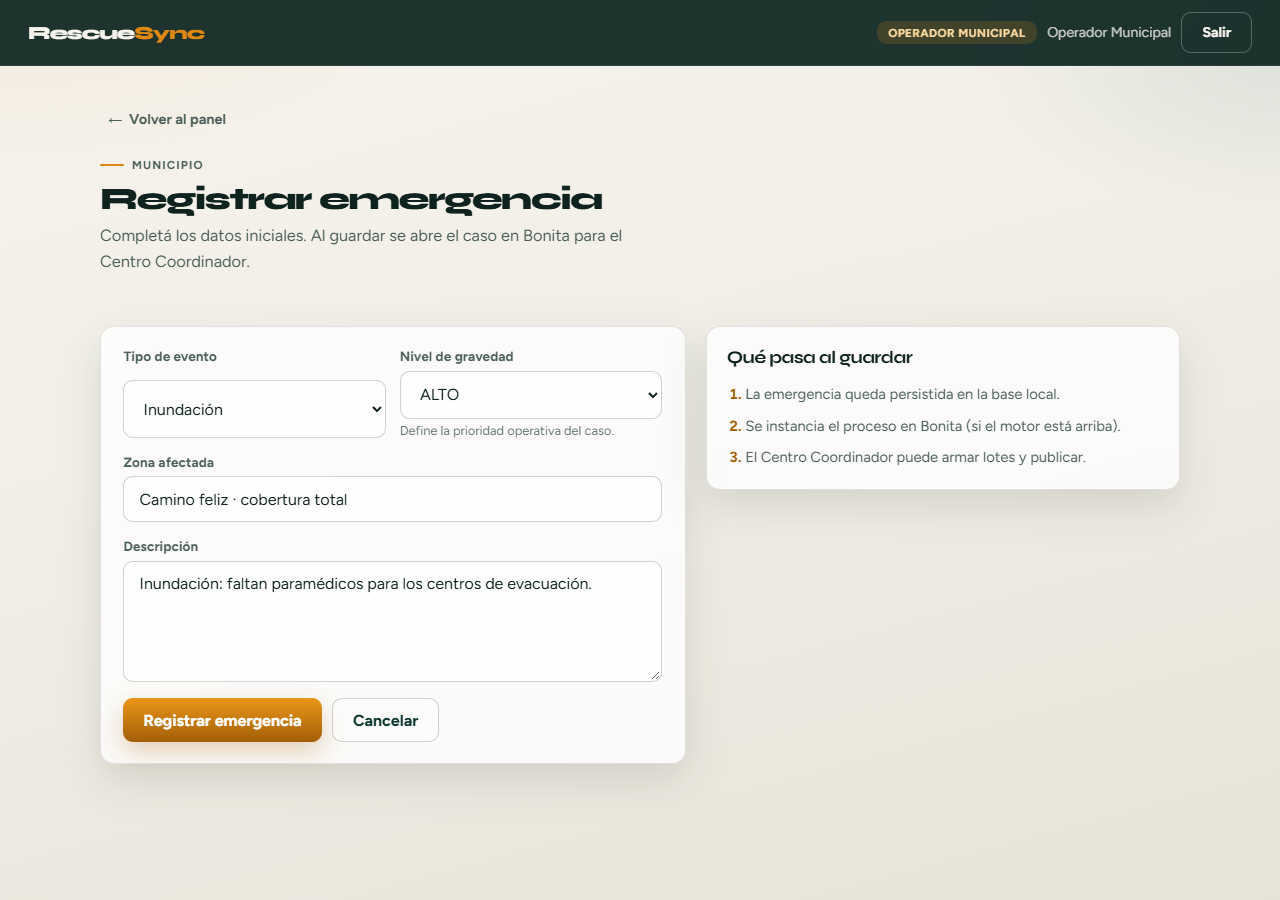 RescueSync
OPERADOR MUNICIPAL
Operador Municipal
Salir
← Volver al panel
MUNICIPIO
Registrar emergencia
Completá los datos iniciales. Al guardar se abre el caso en Bonita para el
Centro Coordinador.
Tipo de evento
Inundación
Nivel de gravedad
ALTO
Define la prioridad operativa del caso.
Zona afectada
Camino feliz · cobertura total
Descripción
Inundación: faltan paramédicos para los centros de evacuación.
Registrar emergencia
Cancelar
Qué pasa al guardar
1. La emergencia queda persistida en la base local.
2. Se instancia el proceso en Bonita (si el motor está arriba).
3. El Centro Coordinador puede armar lotes y publicar.